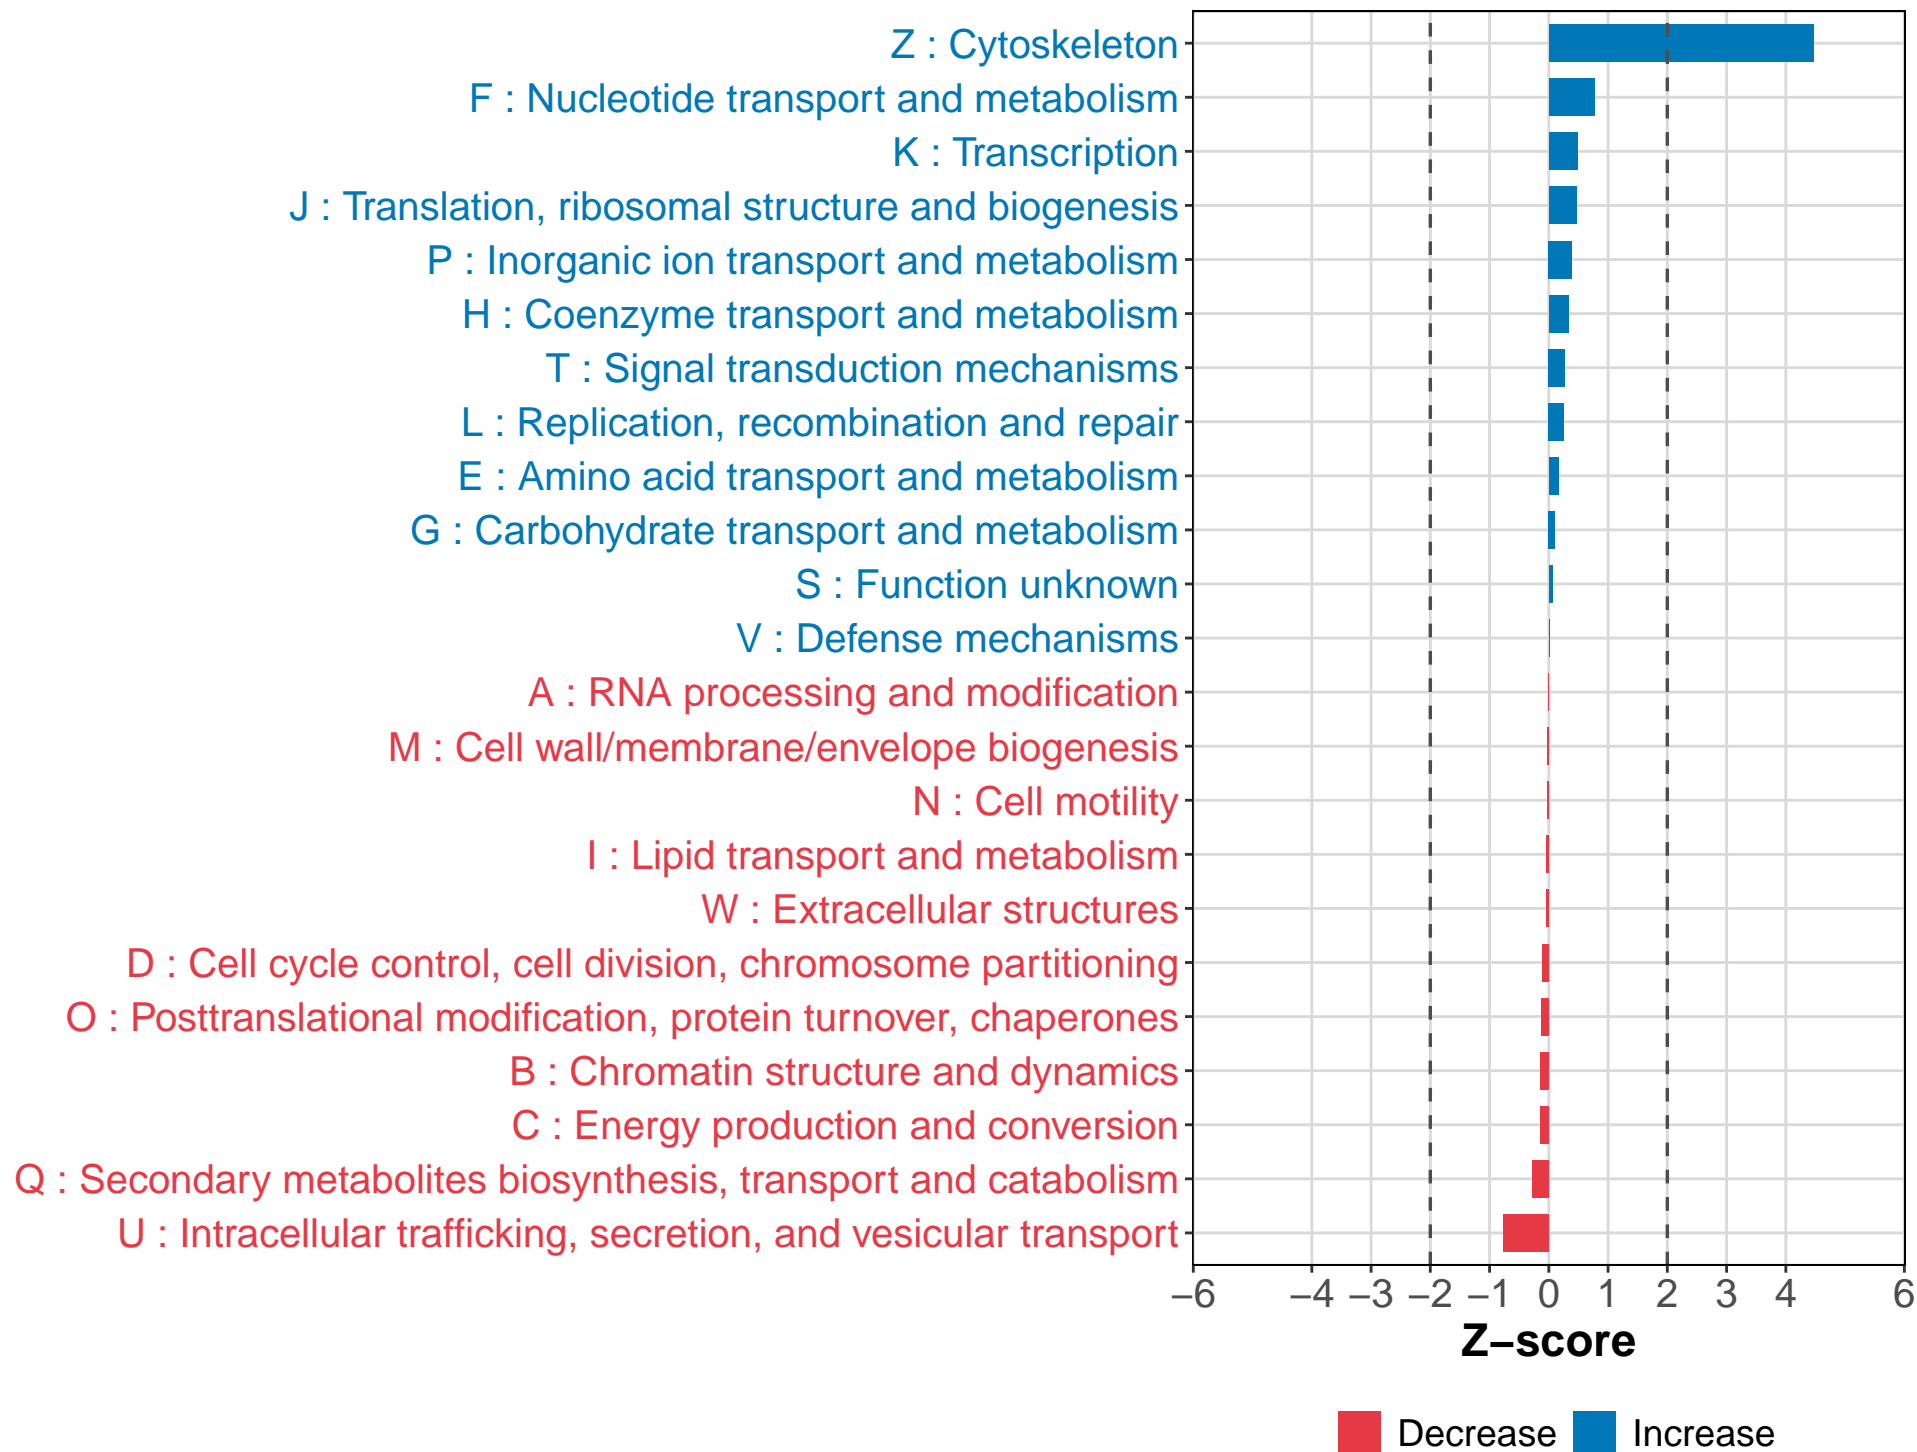 Z : Cytoskeleton
F : Nucleotide transport and metabolism
K : Transcription
J : Translation, ribosomal structure and biogenesis
P : Inorganic ion transport and metabolism
H : Coenzyme transport and metabolism
T : Signal transduction mechanisms
L : Replication, recombination and repair
E : Amino acid transport and metabolism
G : Carbohydrate transport and metabolism
S : Function unknown
V : Defense mechanisms
A : RNA processing and modification
M : Cell wall/membrane/envelope biogenesis
N : Cell motility
I : Lipid transport and metabolism
W : Extracellular structures
D : Cell cycle control, cell division, chromosome partitioning
O : Posttranslational modification, protein turnover, chaperones
B : Chromatin structure and dynamics
C : Energy production and conversion
Q : Secondary metabolites biosynthesis, transport and catabolism
U : Intracellular trafficking, secretion, and vesicular transport
−6 −4 −3 −2 −1 0 1 2 3 4 6
Z−score
Decrease Increase